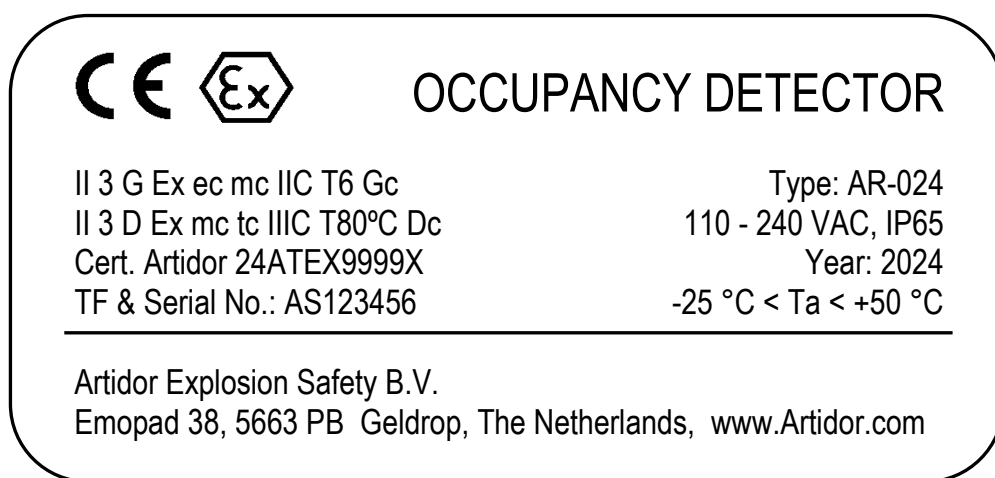 CE Ex OCCUPANCY DETECTOR
II 3 G Ex ec mc IIC T6 Gc
Type: AR-024
II 3 D Ex mc tc IIIC T80ºC Dc
110 - 240 VAC, IP65
Cert. Artidor 24ATEX9999X
Year: 2024
TF & Serial No.: AS123456
-25 °C < Ta < +50 °C
Artidor Explosion Safety B.V.
Emopad 38, 5663 PB Geldrop, The Netherlands, www.Artidor.com